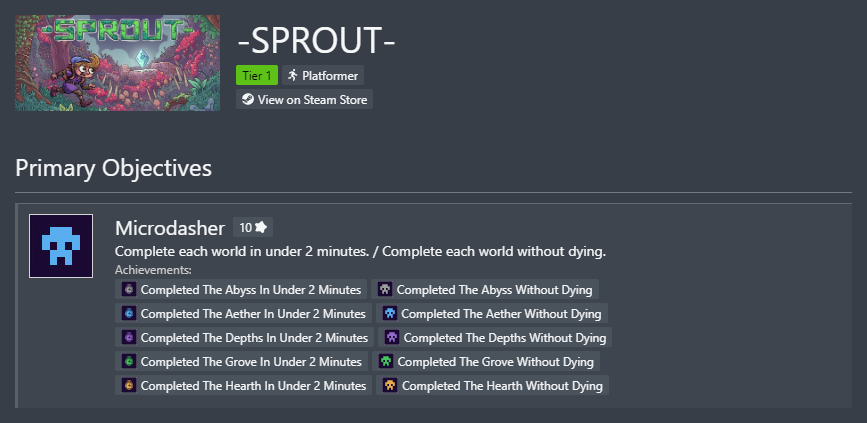 -SPROUT-
-SPROUT-
Tier 1 Platformer
View on Steam Store
Primary Objectives
Microdasher 10
Complete each world in under 2 minutes. / Complete each world without dying.
Achievements:
Completed The Abyss In Under 2 Minutes Completed The Abyss Without Dying
Completed The Aether In Under 2 Minutes Completed The Aether Without Dying
Completed The Depths In Under 2 Minutes Completed The Depths Without Dying
Completed The Grove In Under 2 Minutes Completed The Grove Without Dying
Completed The Hearth In Under 2 Minutes Completed The Hearth Without Dying